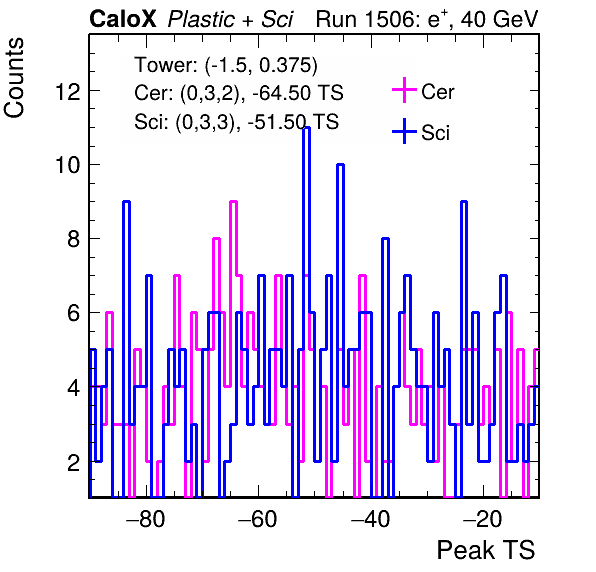 CaloX Plastic + Sci Run 1506: e+, 40 GeV
Counts
Tower: (-1.5, 0.375)
Cer: (0,3,2), -64.50 TS
Sci: (0,3,3), -51.50 TS
Cer
Sci
12
10
8
6
4
2
−80 −60 −40 −20
Peak TS